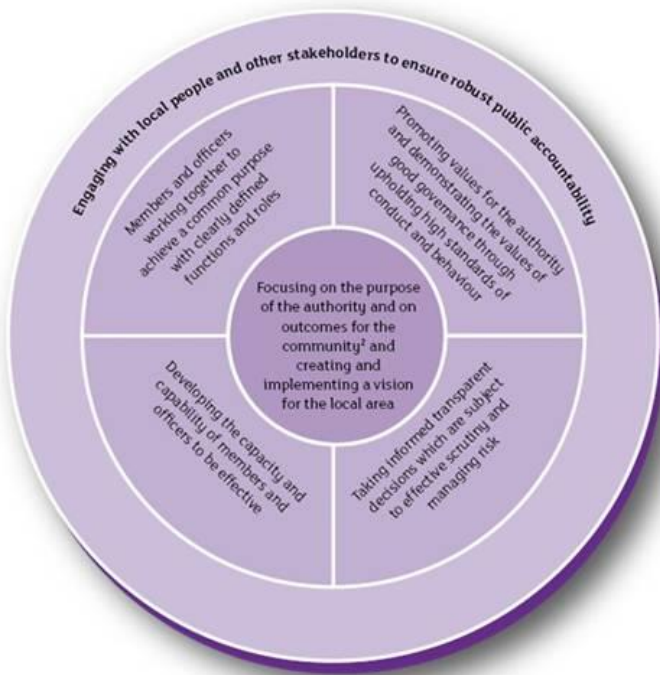 Engaging with local people and other stakeholders to ensure robust public accountability
Members and officers
working together to
achieve a common purpose
with clearly defined
functions and roles
Promoting values for the authority
and demonstrating the values of
good governance through
upholding high standards of
conduct and behaviour
Focusing on the purpose
of the authority and on
outcomes for the
community² and
creating and
implementing a vision
for the local area
Developing the capacity and
capability of members and
officers to be effective
Taking informed transparent
decisions which are subject
to effective scrutiny and
managing risk